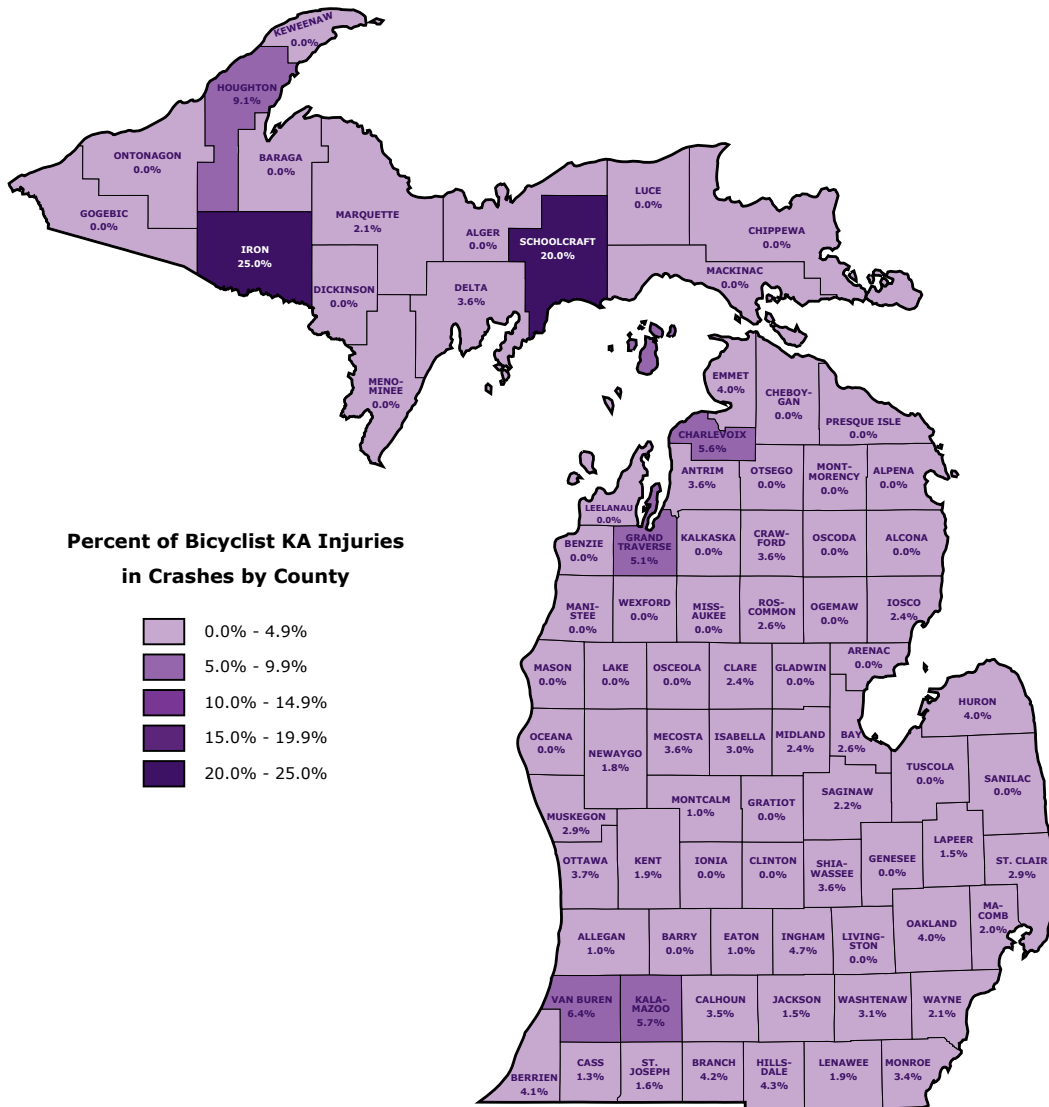 KEWEENAW
0.0%
HOUGHTON
9.1%
ONTONAGON
0.0%
BARAGA
0.0%
GOGEBIC
0.0%
IRON
25.0%
MARQUETTE
2.1%
DICKINSON
0.0%
MENO-
MINEE
0.0%
DELTA
3.6%
ALGER
0.0%
SCHOOLCRAFT
20.0%
LUCE
0.0%
CHIPPEWA
0.0%
MACKINAC
0.0%
EMMET
4.0%
CHEBOY-
GAN
0.0%
PRESQUE ISLE
0.0%
CHARLEVOIX
5.6%
ANTRIM
3.6%
OTSEGO
0.0%
MONT-
MORENCY
0.0%
ALPENA
0.0%
LEELANAU
0.0%
BENZIE
0.0%
GRAND
TRAVERSE
5.1%
KALKASKA
0.0%
CRAW-
FORD
3.6%
OSCODA
0.0%
ALCONA
0.0%
MANI-
STEE
0.0%
WEXFORD
0.0%
MISS-
AUKEE
0.0%
ROS-
COMMON
2.6%
OGEMAW
0.0%
IOSCO
2.4%
MASON
0.0%
LAKE
0.0%
OSCEOLA
0.0%
CLARE
2.4%
GLADWIN
0.0%
ARENAC
0.0%
OCEANA
0.0%
NEWAYGO
1.8%
MECOSTA
3.6%
ISABELLA
3.0%
MIDLAND
2.4%
BAY
2.6%
HURON
4.0%
TUSCOLA
0.0%
SANILAC
0.0%
MUSKEGON
2.9%
MONTCALM
1.0%
GRATIOT
0.0%
SAGINAW
2.2%
OTTAWA
3.7%
KENT
1.9%
IONIA
0.0%
CLINTON
0.0%
SHIA-
WASSEE
3.6%
GENESEE
0.0%
LAPEER
1.5%
ST. CLAIR
2.9%
ALLEGAN
1.0%
BARRY
0.0%
EATON
1.0%
INGHAM
4.7%
LIVING-
STON
0.0%
OAKLAND
4.0%
MA-
COMB
2.0%
VAN BUREN
6.4%
KALA-
MAZOO
5.7%
CALHOUN
3.5%
JACKSON
1.5%
WASHTENAW
3.1%
WAYNE
2.1%
BERRIEN
4.1%
CASS
1.3%
ST.
JOSEPH
1.6%
BRANCH
4.2%
HILLS-
DALE
4.3%
LENAWEE
1.9%
MONROE
3.4%
Percent of Bicyclist KA Injuries
in Crashes by County
0.0% - 4.9%
5.0% - 9.9%
10.0% - 14.9%
15.0% - 19.9%
20.0% - 25.0%